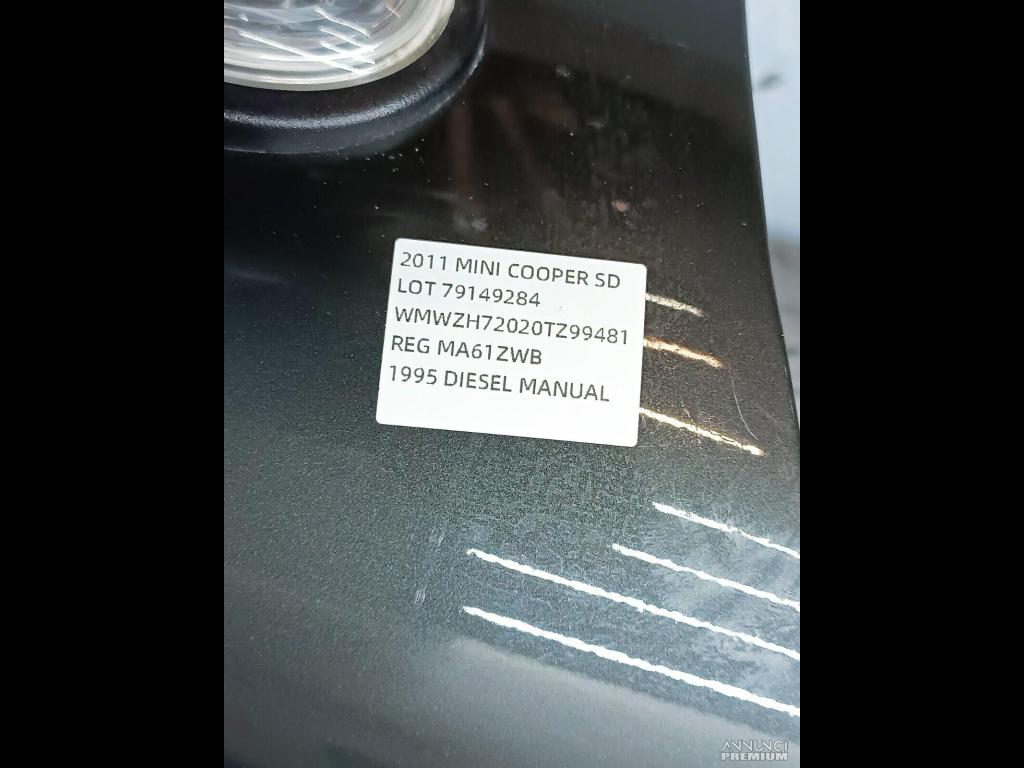 2011 MINI COOPER SD
LOT 79149284
WMWZH72020TZ99481
REG MA61ZWB
1995 DIESEL MANUAL
ANNUNCI
PREMIUM